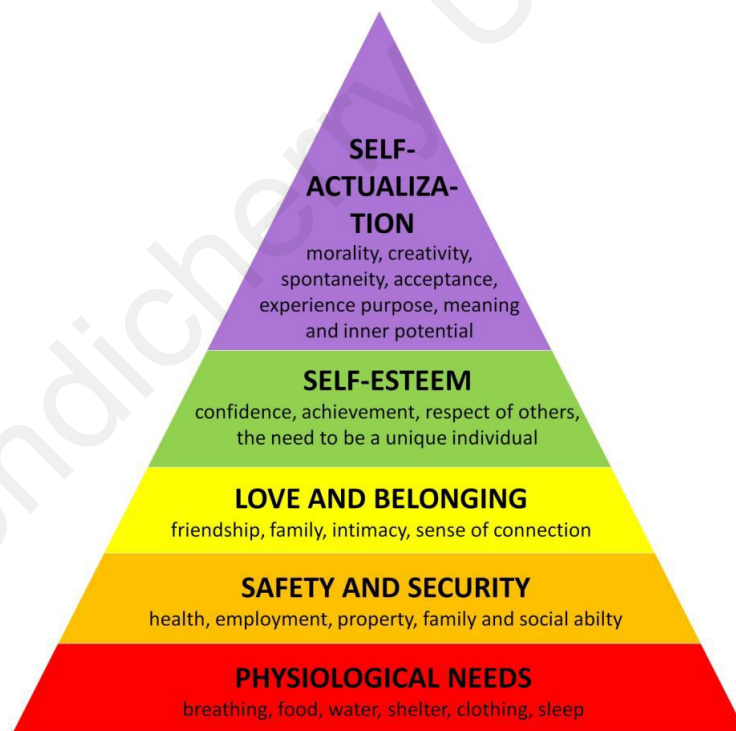 SELF-
ACTUALIZA-
TION
morality, creativity,
spontaneity, acceptance,
experience purpose, meaning
and inner potential
SELF-ESTEEM
confidence, achievement, respect of others,
the need to be a unique individual
LOVE AND BELONGING
friendship, family, intimacy, sense of connection
SAFETY AND SECURITY
health, employment, property, family and social abilty
PHYSIOLOGICAL NEEDS
breathing, food, water, shelter, clothing, sleep